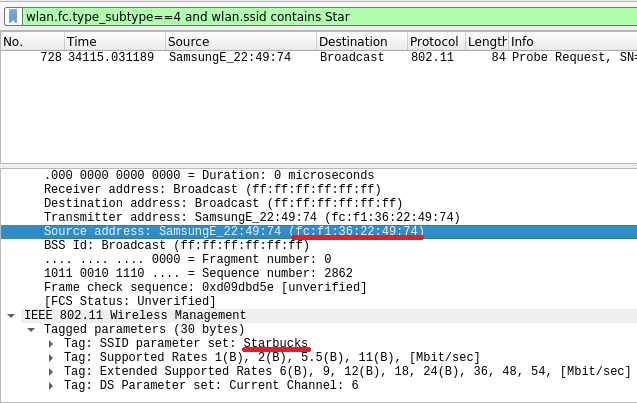 wlan.fc.type_subtype==4 and wlan.ssid contains Star
No. Time Source Destination Protocol Length Info
728 34115.031189 SamsungE_22:49:74 Broadcast 802.11 84 Probe Request, SN=
.000 0000 0000 0000 = Duration: 0 microseconds
Receiver address: Broadcast (ff:ff:ff:ff:ff:ff)
Destination address: Broadcast (ff:ff:ff:ff:ff:ff)
Transmitter address: SamsungE_22:49:74 (fc:f1:36:22:49:74)
Source address: SamsungE_22:49:74 (fc:f1:36:22:49:74)
BSS Id: Broadcast (ff:ff:ff:ff:ff:ff)
.... .... .... 0000 = Fragment number: 0
1011 0010 1110 .... = Sequence number: 2862
Frame check sequence: 0xd09dbd5e [unverified]
[FCS Status: Unverified]
IEEE 802.11 Wireless Management
Tagged parameters (30 bytes)
Tag: SSID parameter set: Starbucks
Tag: Supported Rates 1(B), 2(B), 5.5(B), 11(B), [Mbit/sec]
Tag: Extended Supported Rates 6(B), 9, 12(B), 18, 24(B), 36, 48, 54, [Mbit/sec]
Tag: DS Parameter set: Current Channel: 6